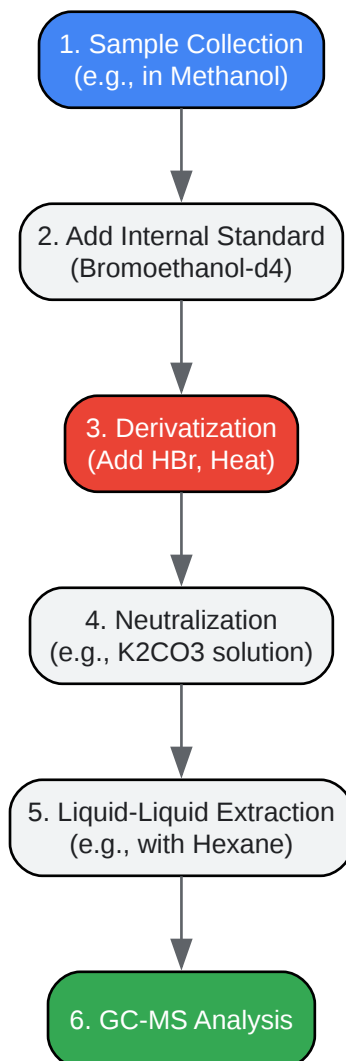 1. Sample Collection
(e.g., in Methanol)
2. Add Internal Standard
(Bromoethanol-d4)
3. Derivatization
(Add HBr, Heat)
4. Neutralization
(e.g., K2CO3 solution)
5. Liquid-Liquid Extraction
(e.g., with Hexane)
6. GC-MS Analysis